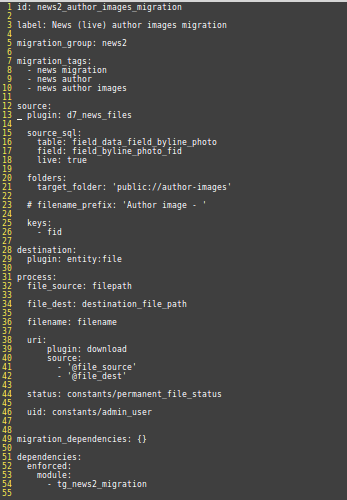 1 id: news2_author_images_migration
2
3 label: News (live) author images migration
4
5 migration_group: news2
6
7 migration_tags:
8   - news migration
9   - news author
10   - news author images
11
12 source:
13 _ plugin: d7_news_files
14
15   source_sql:
16     table: field_data_field_byline_photo
17     field: field_byline_photo_fid
18     live: true
19
20   folders:
21     target_folder: 'public://author-images'
22
23   # filename_prefix: 'Author image - '
24
25   keys:
26     - fid
27
28 destination:
29   plugin: entity:file
30
31 process:
32   file_source: filepath
33
34   file_dest: destination_file_path
35
36   filename: filename
37
38   uri:
39       plugin: download
40       source:
41         - '@file_source'
42         - '@file_dest'
43
44   status: constants/permanent_file_status
45
46   uid: constants/admin_user
47
48
49 migration_dependencies: {}
50
51 dependencies:
52   enforced:
53     module:
54       - tg_news2_migration
55